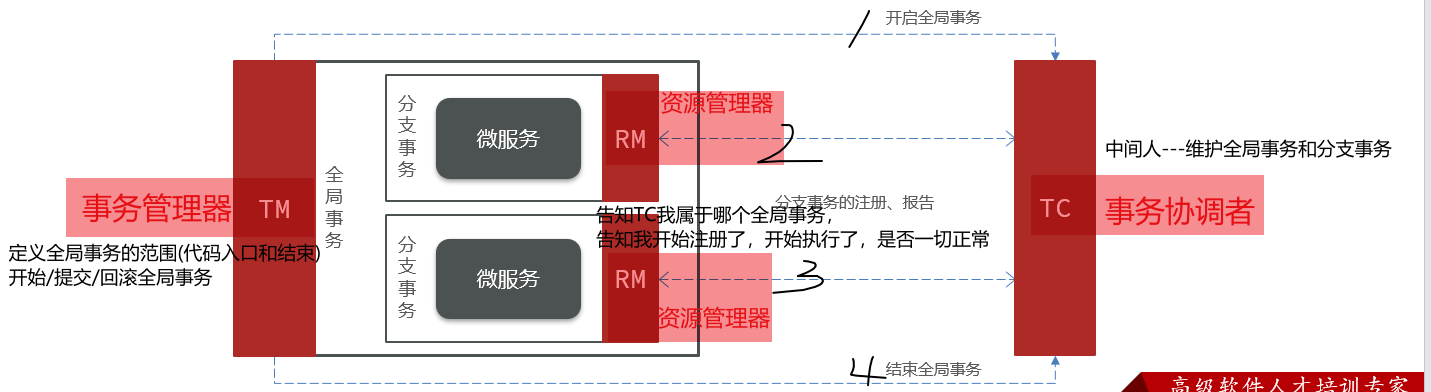 1
开启全局事务
分支事务
微服务
RM
资源管理器
2
中间人---维护全局事务和分支事务
全局事务
事务管理器
TM
定义全局事务的范围(代码入口和结束)
开始/提交/回滚全局事务
TC
事务协调者
分支事务的注册、报告
告知TC我属于哪个全局事务，
告知我开始注册了，开始执行了，是否一切正常
分支事务
微服务
RM
资源管理器
3
4
结束全局事务
高级软件人才培训专家